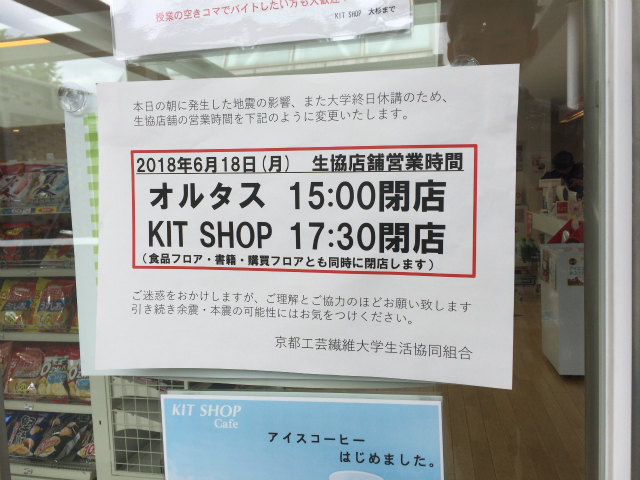 授業の空きコマでバイトしたい方も大歓迎
KIT SHOP 大杉まで
本日の朝に発生した地震の影響、また大学終日休講のため、
生協店舗の営業時間を下記のように変更いたします。
2018年6月18日(月) 生協店舗営業時間
オルタス 15:00閉店
KIT SHOP 17:30閉店
(食品フロア・書籍・購買フロアとも同時に閉店します)
ご迷惑をおかけしますが、ご理解とご協力のほどお願い致します
引き続き余震・本震の可能性にはお気をつけください。
京都工芸繊維大学生活協同組合
KIT SHOP
Cafe
アイスコーヒー
はじめました。